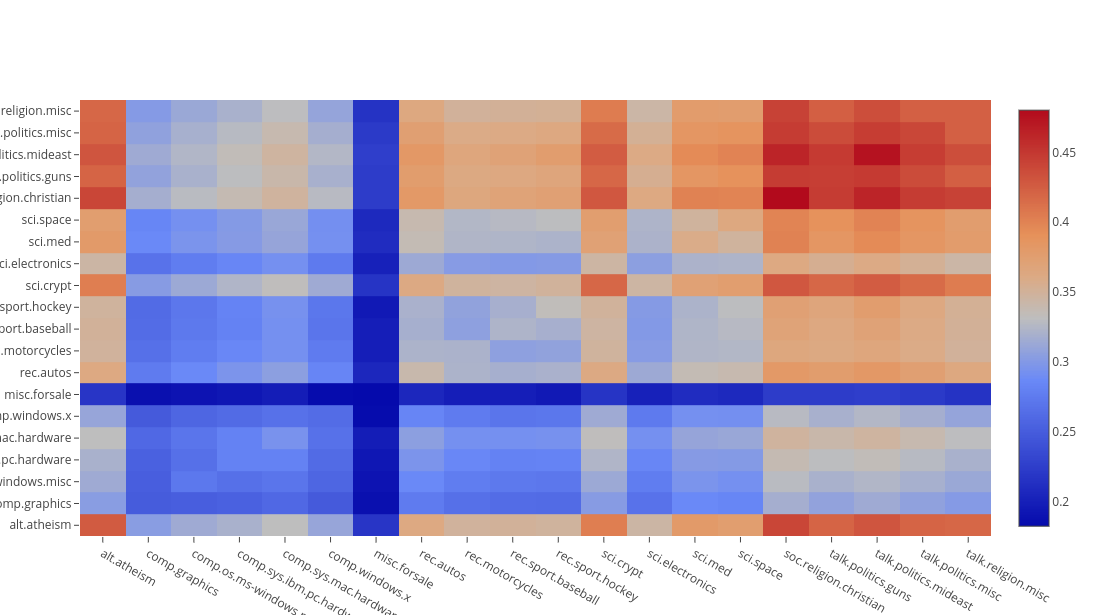 religion.misc
.politics.misc
litics.mideast
.politics.guns
gion.christian
sci.space
sci.med
ci.electronics
sci.crypt
sport.hockey
port.baseball
.motorcycles
rec.autos
misc.forsale
np.windows.x
nac.hardware
.pc.hardware
windows.misc
omp.graphics
alt.atheism
alt.atheism
comp.graphics
comp.os.ms-windows.
comp.sys.ibm.pc.hardw
comp.sys.mac.hardwar
comp.windows.x
misc.forsale
rec.autos
rec.motorcycles
rec.sport.baseball
rec.sport.hockey
sci.crypt
sci.electronics
sci.med
sci.space
soc.religion.christian
talk.politics.guns
talk.politics.mideast
talk.politics.misc
talk.religion.misc
0.45
0.4
0.35
0.3
0.25
0.2